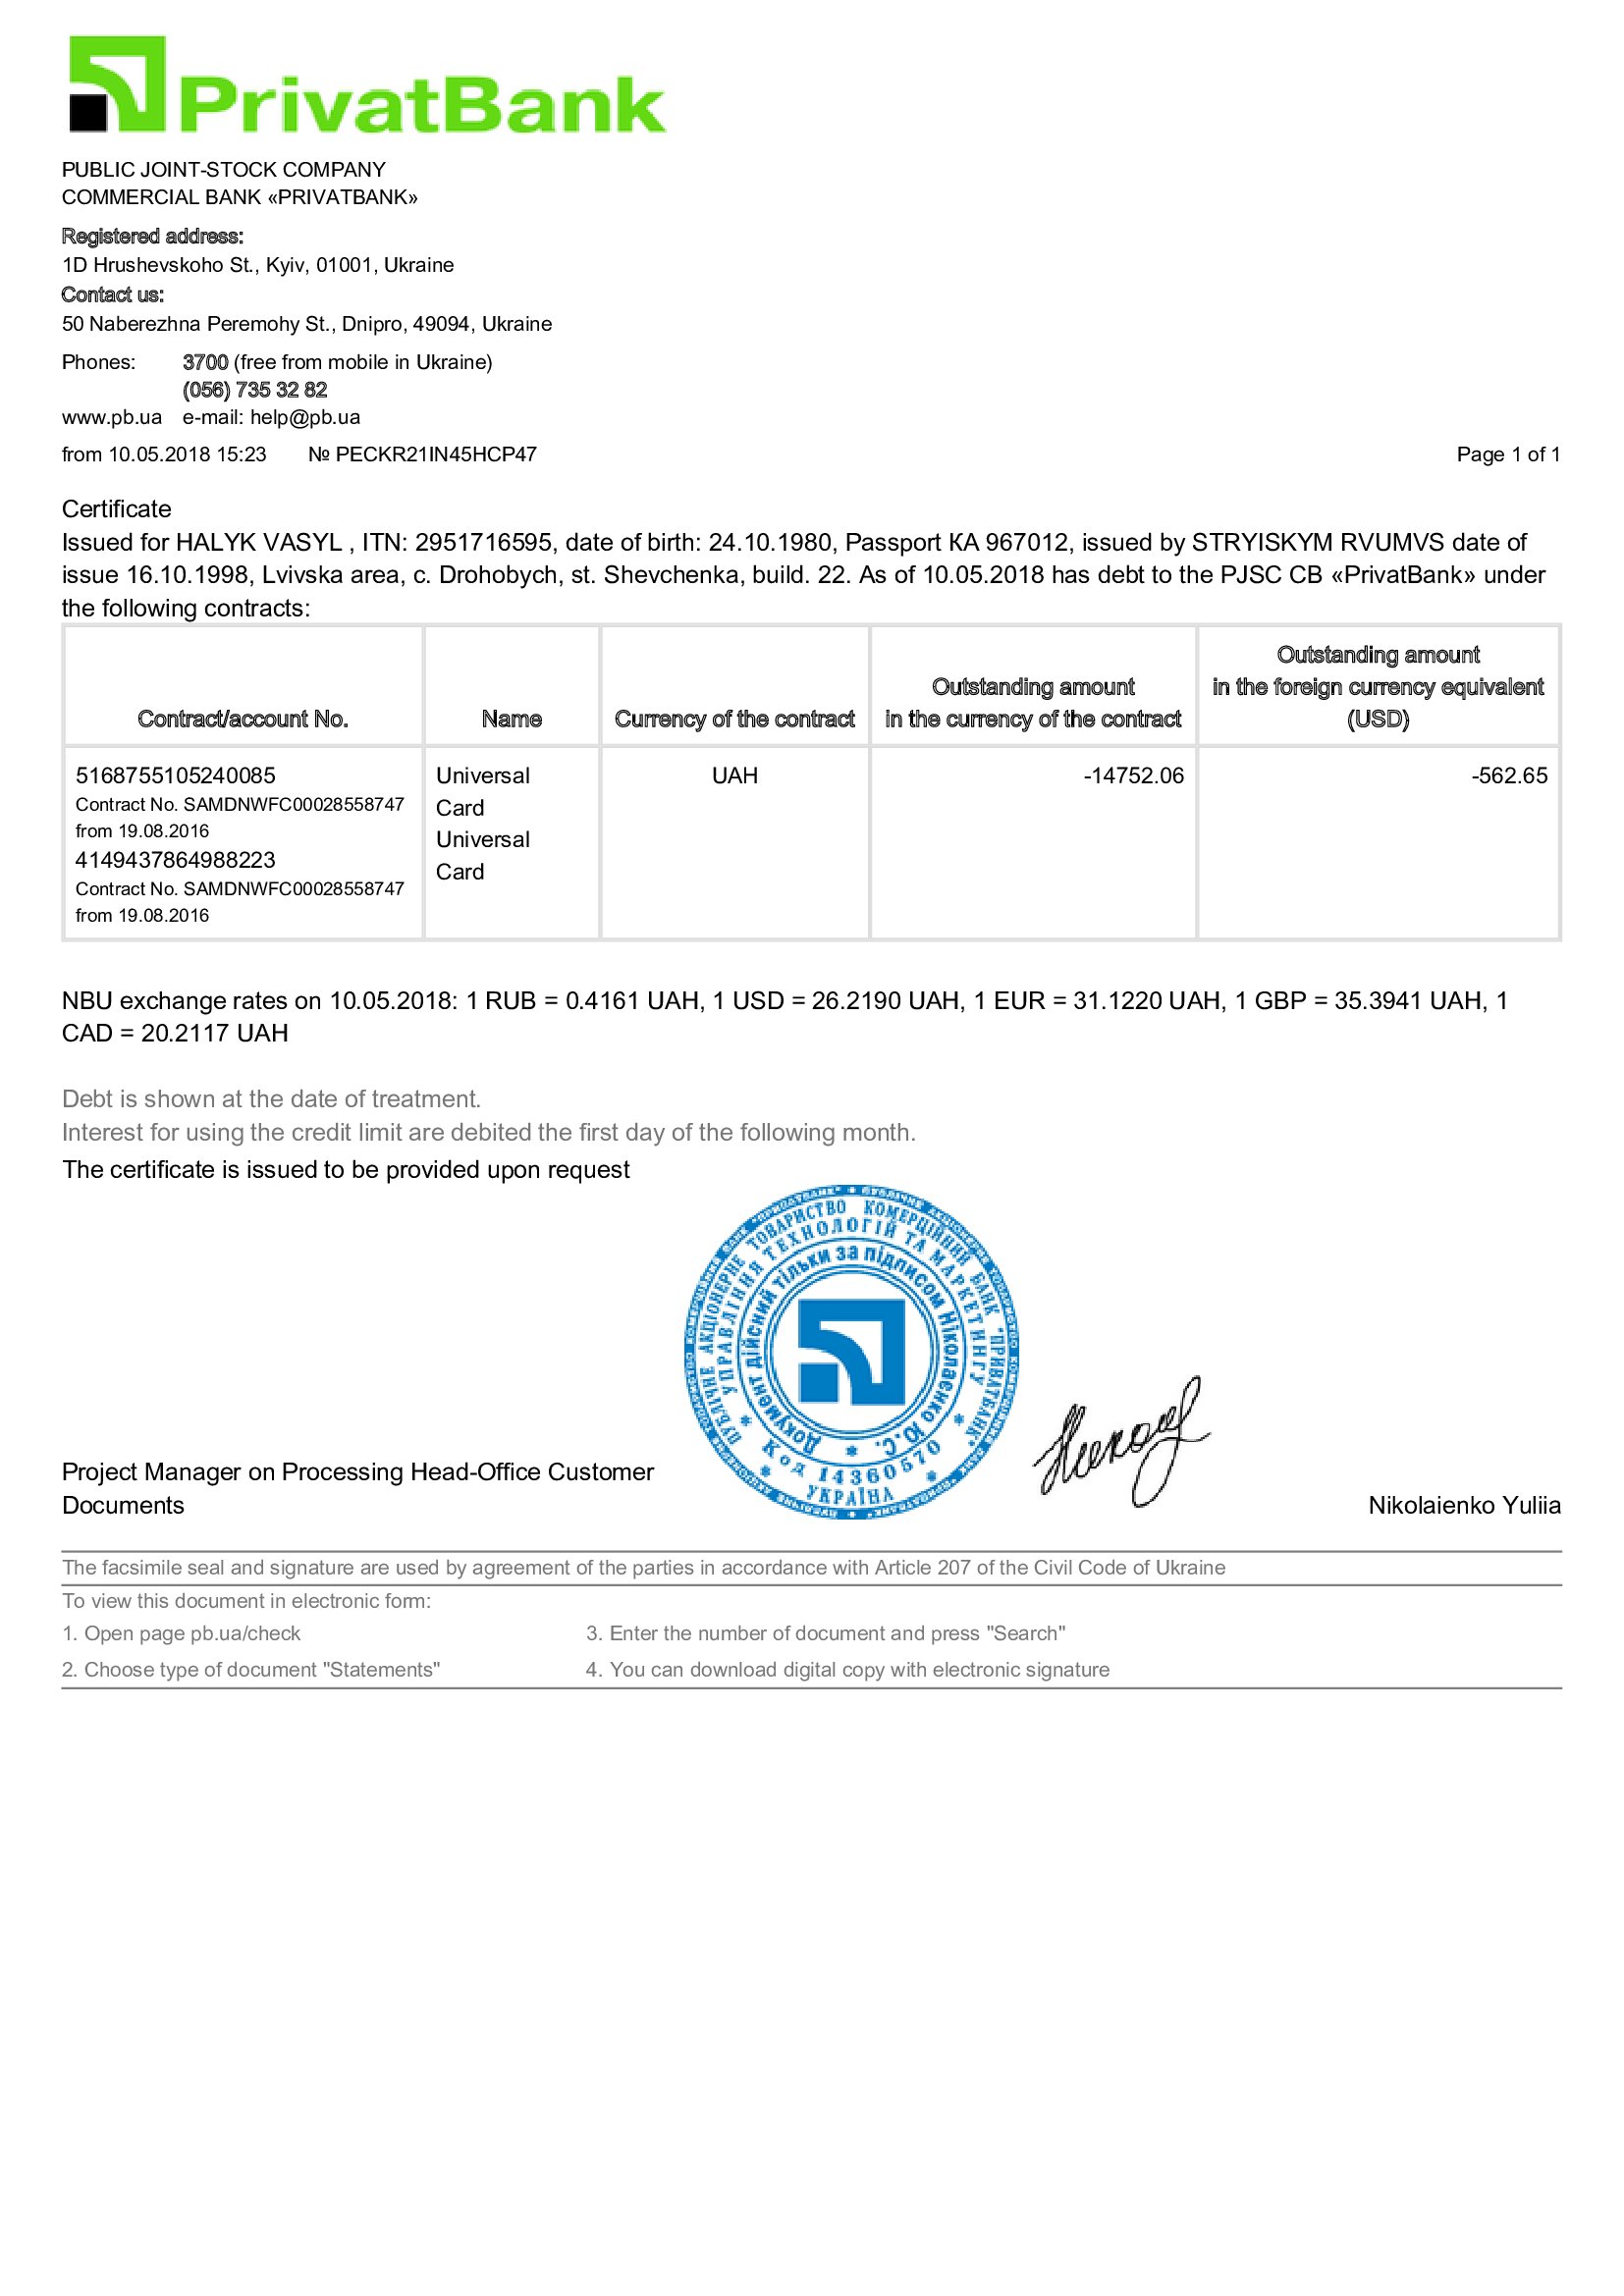 PrivatBank
PUBLIC JOINT-STOCK COMPANY
COMMERCIAL BANK «PRIVATBANK»
Registered address:
1D Hrushevskoho St., Kyiv, 01001, Ukraine
Contact us:
50 Naberezhna Peremohy St., Dnipro, 49094, Ukraine
Phones: 3700 (free from mobile in Ukraine)
(056) 735 32 82
www.pb.ua e-mail: help@pb.ua
from 10.05.2018 15:23 № PECKR21IN45HCP47 Page 1 of 1
Certificate
Issued for HALYK VASYL , ITN: 2951716595, date of birth: 24.10.1980, Passport KA 967012, issued by STRYISKYM RVUMVS date of
issue 16.10.1998, Lvivska area, c. Drohobych, st. Shevchenka, build. 22. As of 10.05.2018 has debt to the PJSC CB «PrivatBank» under
the following contracts:
Contract/account No.
Name
Currency of the contract
Outstanding amount
in the currency of the contract
Outstanding amount
in the foreign currency equivalent
(USD)
5168755105240085
Contract No. SAMDNWFC00028558747
from 19.08.2016
4149437864988223
Contract No. SAMDNWFC00028558747
from 19.08.2016
Universal
Card
Universal
Card
UAH
-14752.06
-562.65
NBU exchange rates on 10.05.2018: 1 RUB = 0.4161 UAH, 1 USD = 26.2190 UAH, 1 EUR = 31.1220 UAH, 1 GBP = 35.3941 UAH, 1
CAD = 20.2117 UAH
Debt is shown at the date of treatment.
Interest for using the credit limit are debited the first day of the following month.
The certificate is issued to be provided upon request
ПУБЛІЧНЕ АКЦІОНЕРНЕ ТОВАРИСТВО КОМЕРЦІЙНИЙ БАНК "ПРИВАТБАНК"
УПРАВЛІННЯ ТЕХНОЛОГІЙ ТА МАРКЕТИНГУ
Документ дійсний тільки за підписом Ніколаєнко Ю.С.
Код 14360570
УКРАЇНА
Project Manager on Processing Head-Office Customer
Documents
Nikolaienko Yuliia
The facsimile seal and signature are used by agreement of the parties in accordance with Article 207 of the Civil Code of Ukraine
To view this document in electronic form:
1. Open page pb.ua/check
2. Choose type of document "Statements"
3. Enter the number of document and press "Search"
4. You can download digital copy with electronic signature